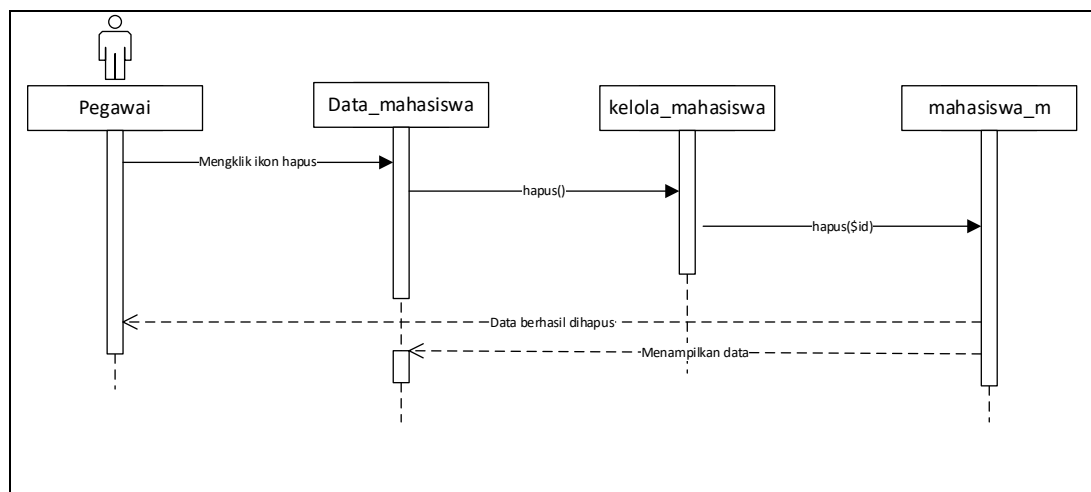 Pegawai
Data_mahasiswa
kelola_mahasiswa
mahasiswa_m
Mengklik ikon hapus
hapus()
hapus($id)
Data berhasil dihapus
Menampilkan data